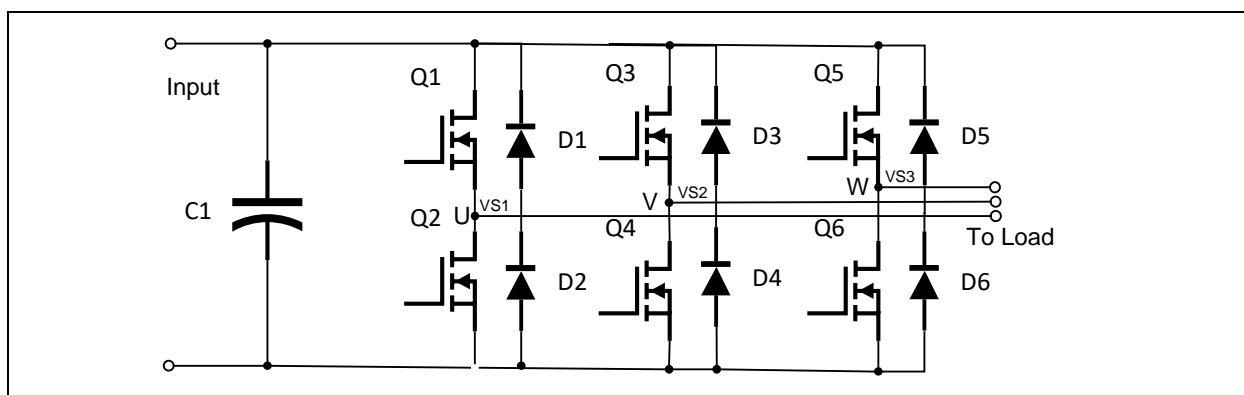 Input
C1
Q1
D1
Q2
U
VS1
D2
Q3
D3
V
VS2
Q4
D4
Q5
D5
W
VS3
Q6
D6
To Load